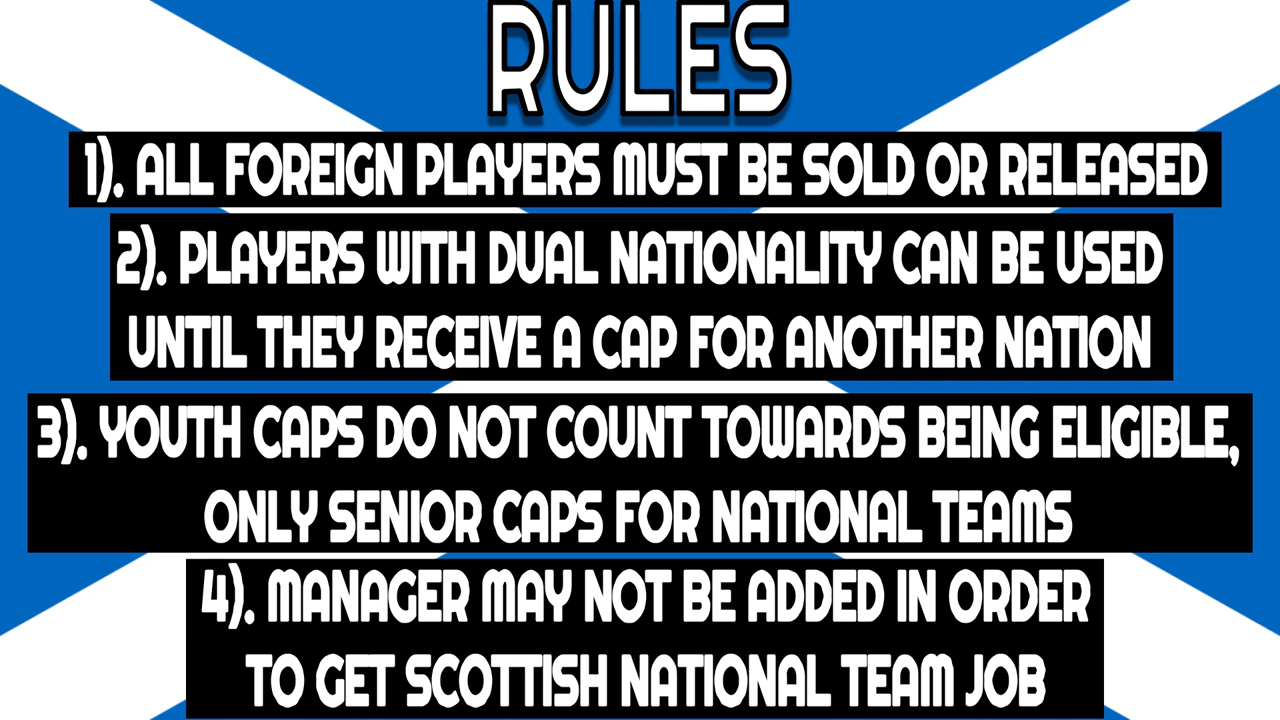 RULES
1). ALL FOREIGN PLAYERS MUST BE SOLD OR RELEASED
2). PLAYERS WITH DUAL NATIONALITY CAN BE USED
UNTIL THEY RECEIVE A CAP FOR ANOTHER NATION
3). YOUTH CAPS DO NOT COUNT TOWARDS BEING ELIGIBLE,
ONLY SENIOR CAPS FOR NATIONAL TEAMS
4). MANAGER MAY NOT BE ADDED IN ORDER
TO GET SCOTTISH NATIONAL TEAM JOB